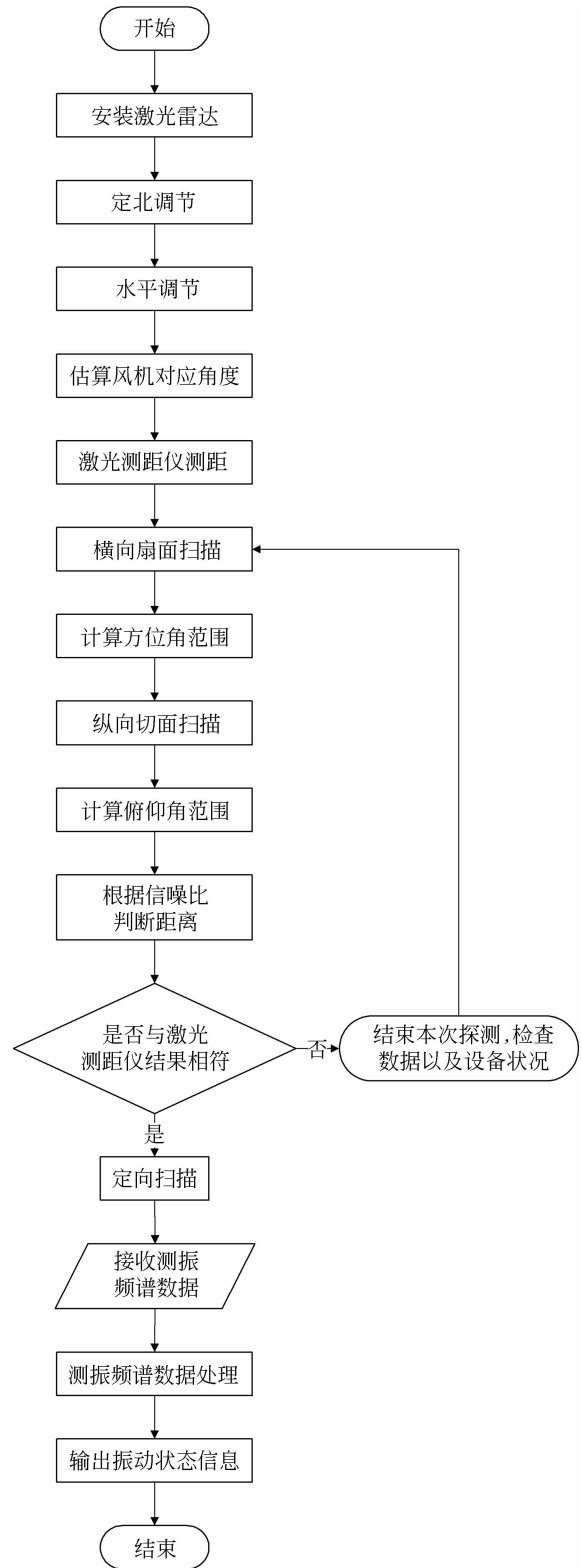 开始
安装激光雷达
定北调节
水平调节
估算风机对应角度
激光测距仪测距
横向扇面扫描
计算方位角范围
纵向切面扫描
计算俯仰角范围
根据信噪比
判断距离
是否与激光
测距仪结果相符
否
结束本次探测,检查
数据以及设备状况
是
定向扫描
接收测振
频谱数据
测振频谱数据处理
输出振动状态信息
结束